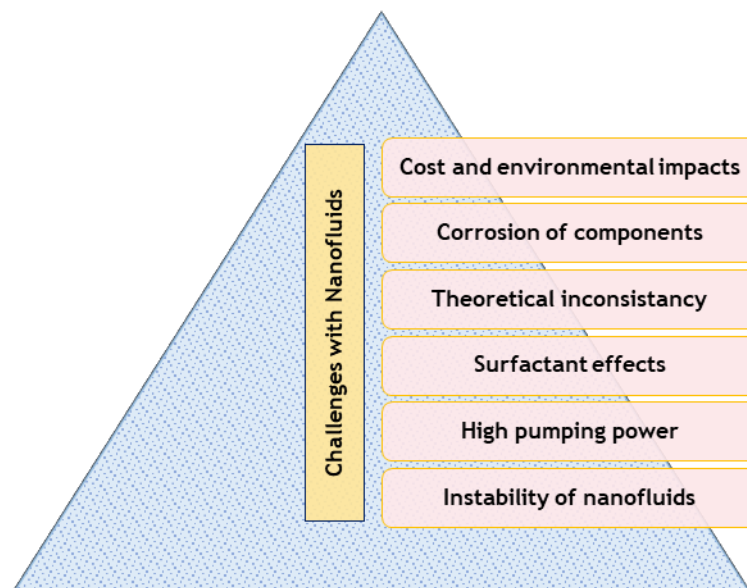 Challenges with Nanofluids
Cost and environmental impacts
Corrosion of components
Theoretical inconsistancy
Surfactant effects
High pumping power
Instability of nanofluids